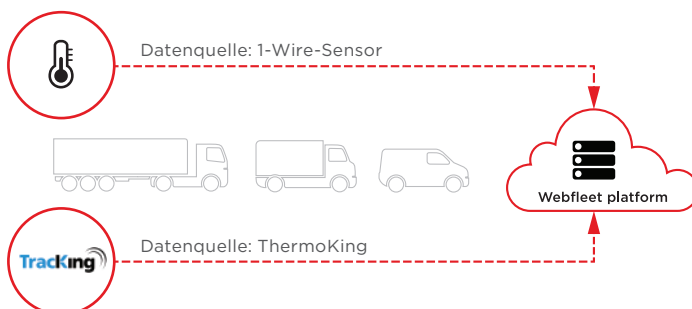 Datenquelle: 1-Wire-Sensor
Webfleet platform
Datenquelle: ThermoKing
TracKing